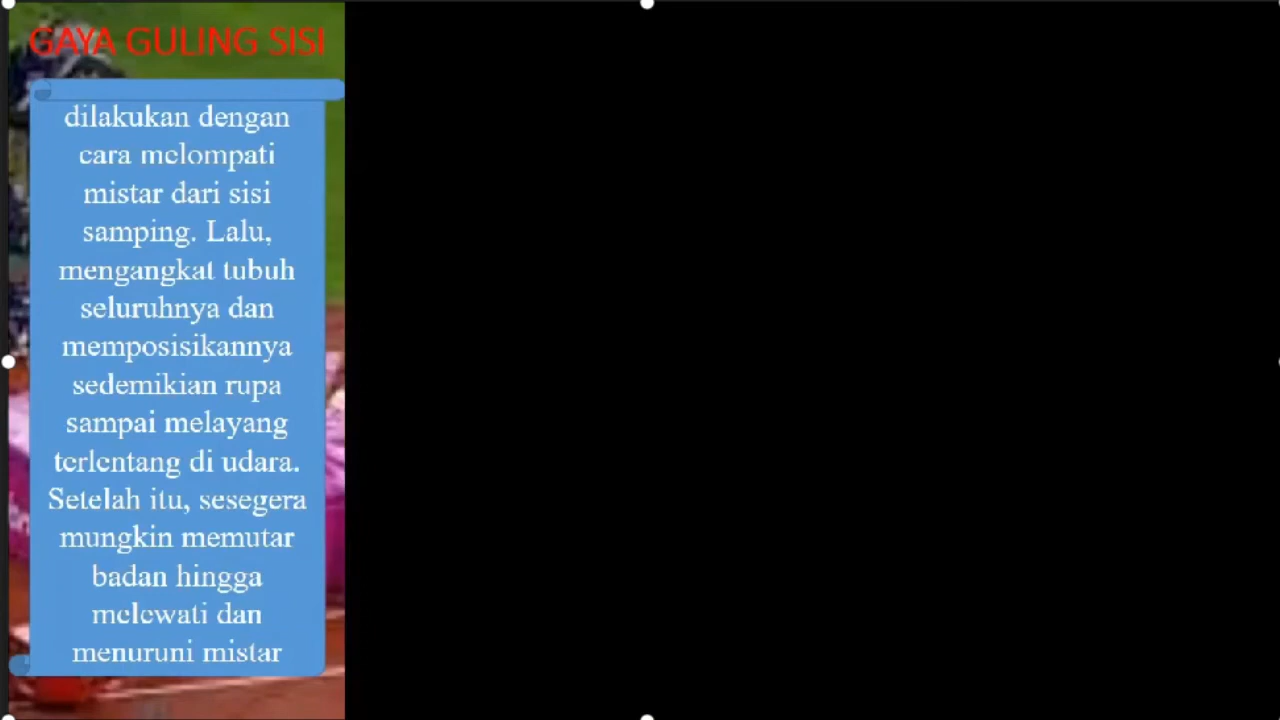 GAYA GULING SISI
dilakukan dengan
cara melompati
mistar dari sisi
samping. Lalu,
mengangkat tubuh
seluruhnya dan
memposisikannya
sedemikian rupa
sampai melayang
terlentang di udara.
Setelah itu, sesegera
mungkin memutar
badan hingga
melewati dan
menuruni mistar